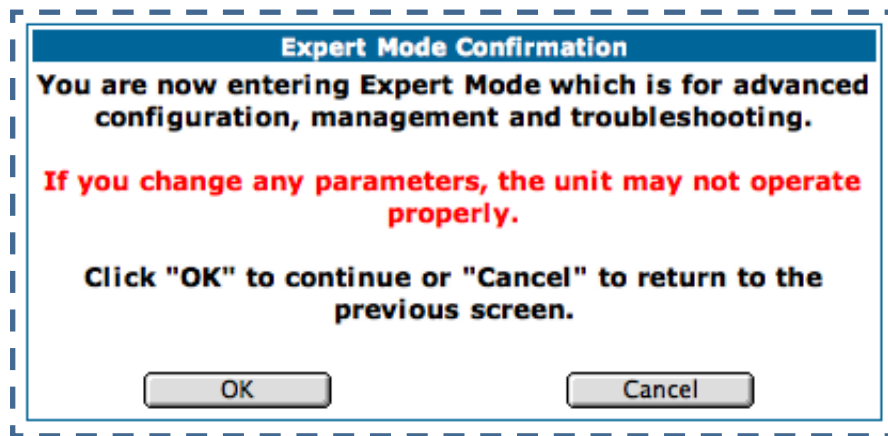 Expert Mode Confirmation
You are now entering Expert Mode which is for advanced
configuration, management and troubleshooting.
If you change any parameters, the unit may not operate
properly.
Click "OK" to continue or "Cancel" to return to the
previous screen.
OK
Cancel